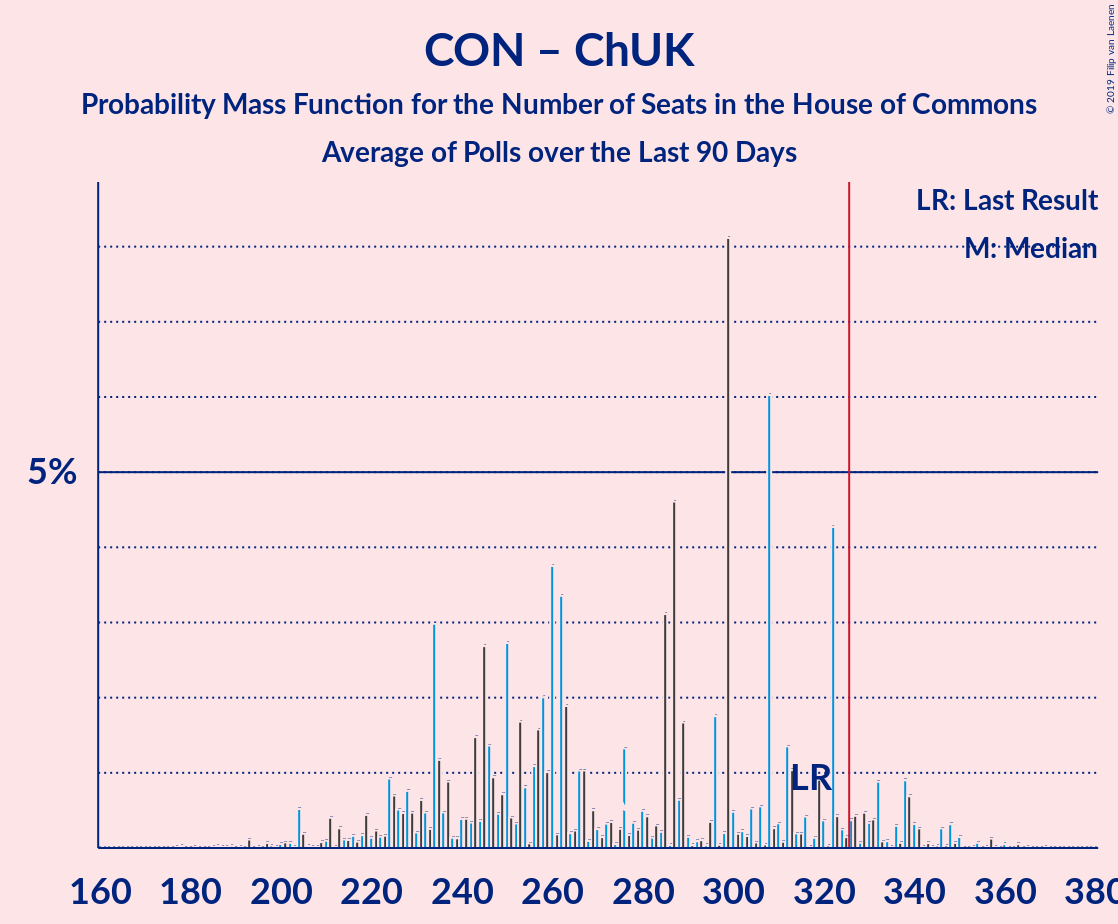 CON – ChUK
Probability Mass Function for the Number of Seats in the House of Commons
Average of Polls over the Last 90 Days
© 2019 Filip van Laenen
LR: Last Result
M: Median
5%
LR
160 180 200 220 240 260 280 300 320 340 360 380